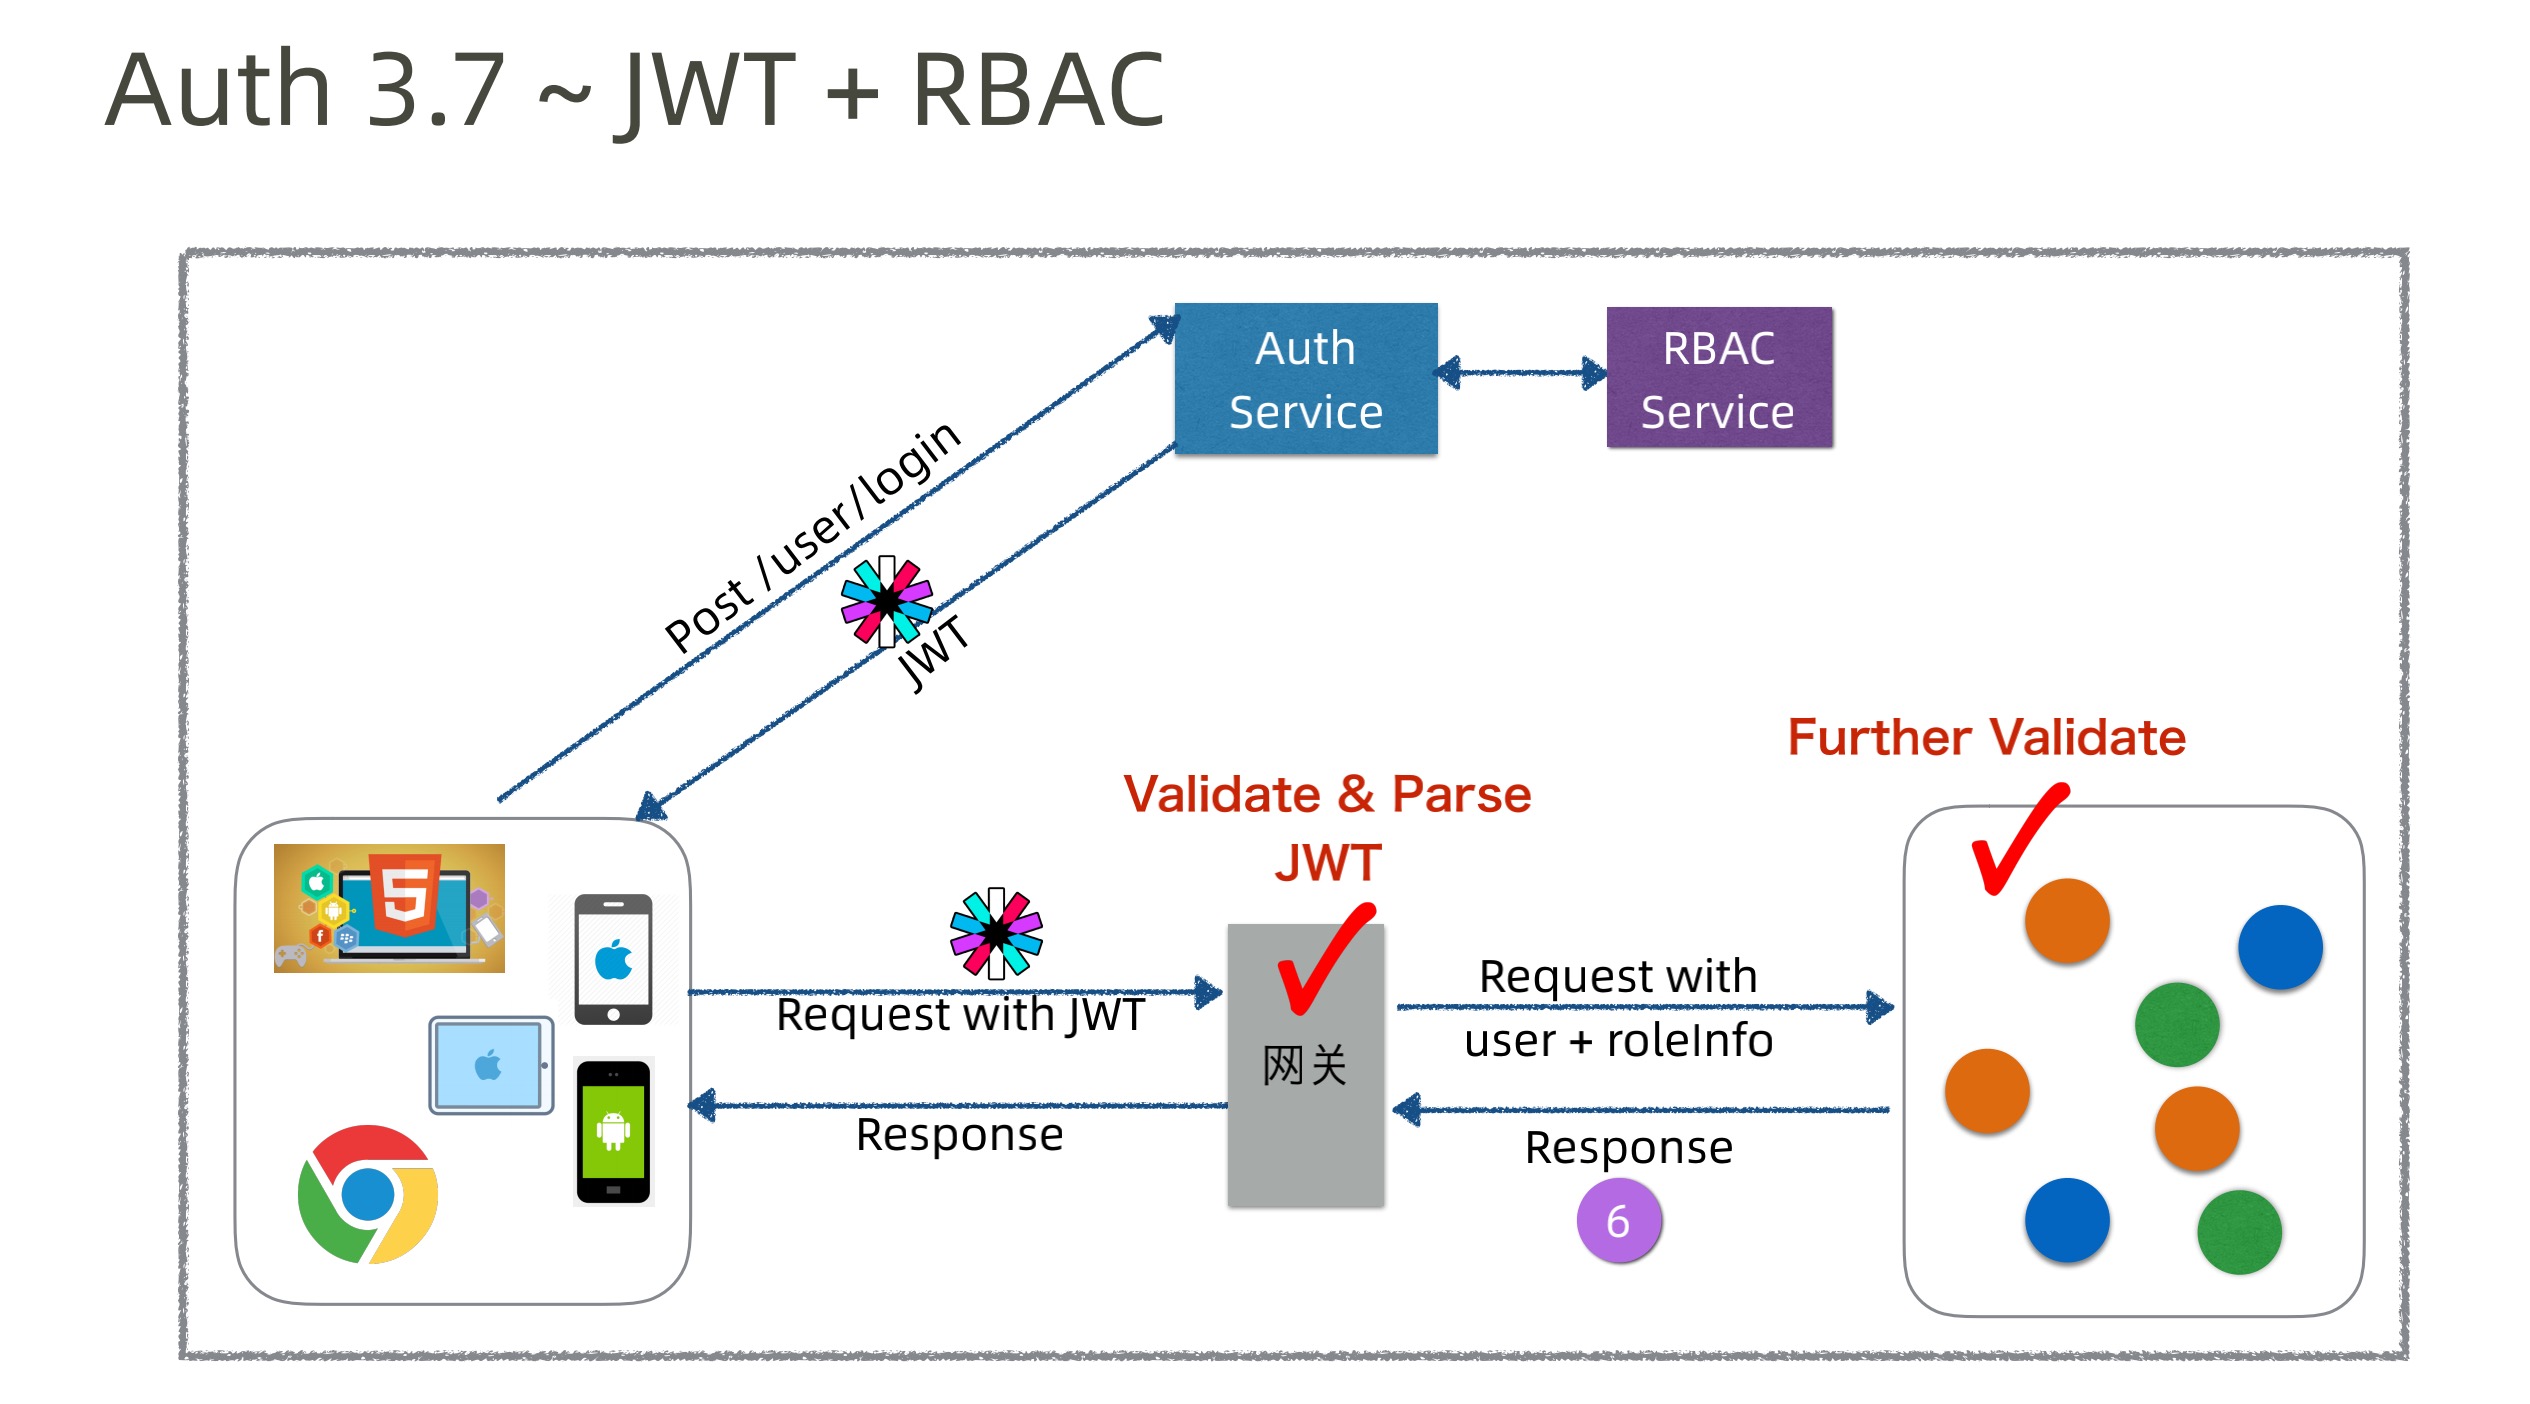 Auth 3.7 ~ JWT + RBAC
Auth
Service
RBAC
Service
Post /user/login
JWT
Further Validate
Validate & Parse
JWT
Request with JWT
网关
Request with
user + roleInfo
Response
Response
6